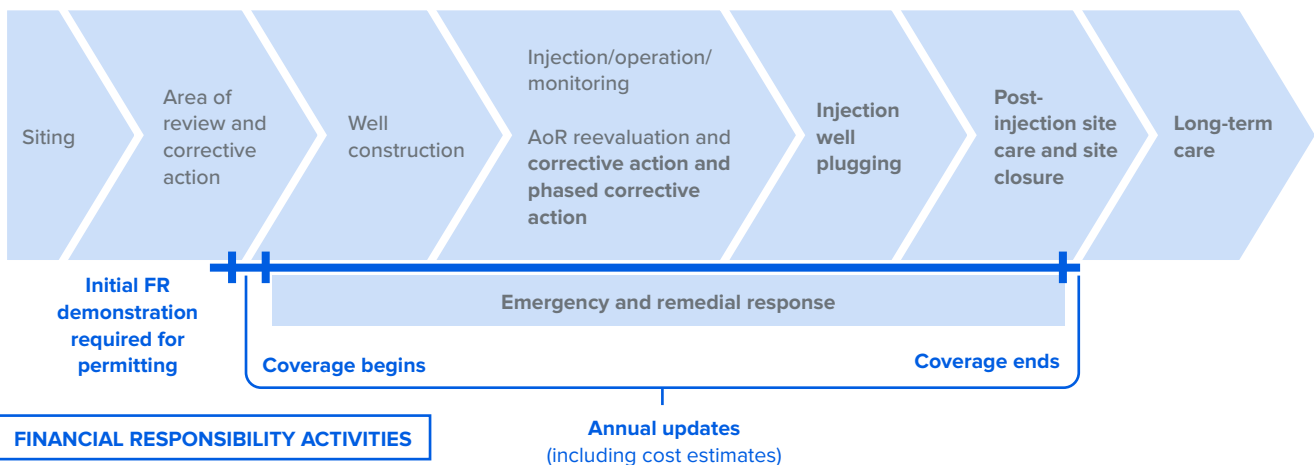 Siting
Area of
review and
corrective
action
Well
construction
Injection/operation/
monitoring
AoR reevaluation and
corrective action and
phased corrective
action
Injection
well
plugging
Post-
injection site
care and site
closure
Long-term
care
Initial FR
demonstration
required for
permitting
Emergency and remedial response
Coverage begins
Coverage ends
FINANCIAL RESPONSIBILITY ACTIVITIES
Annual updates
(including cost estimates)